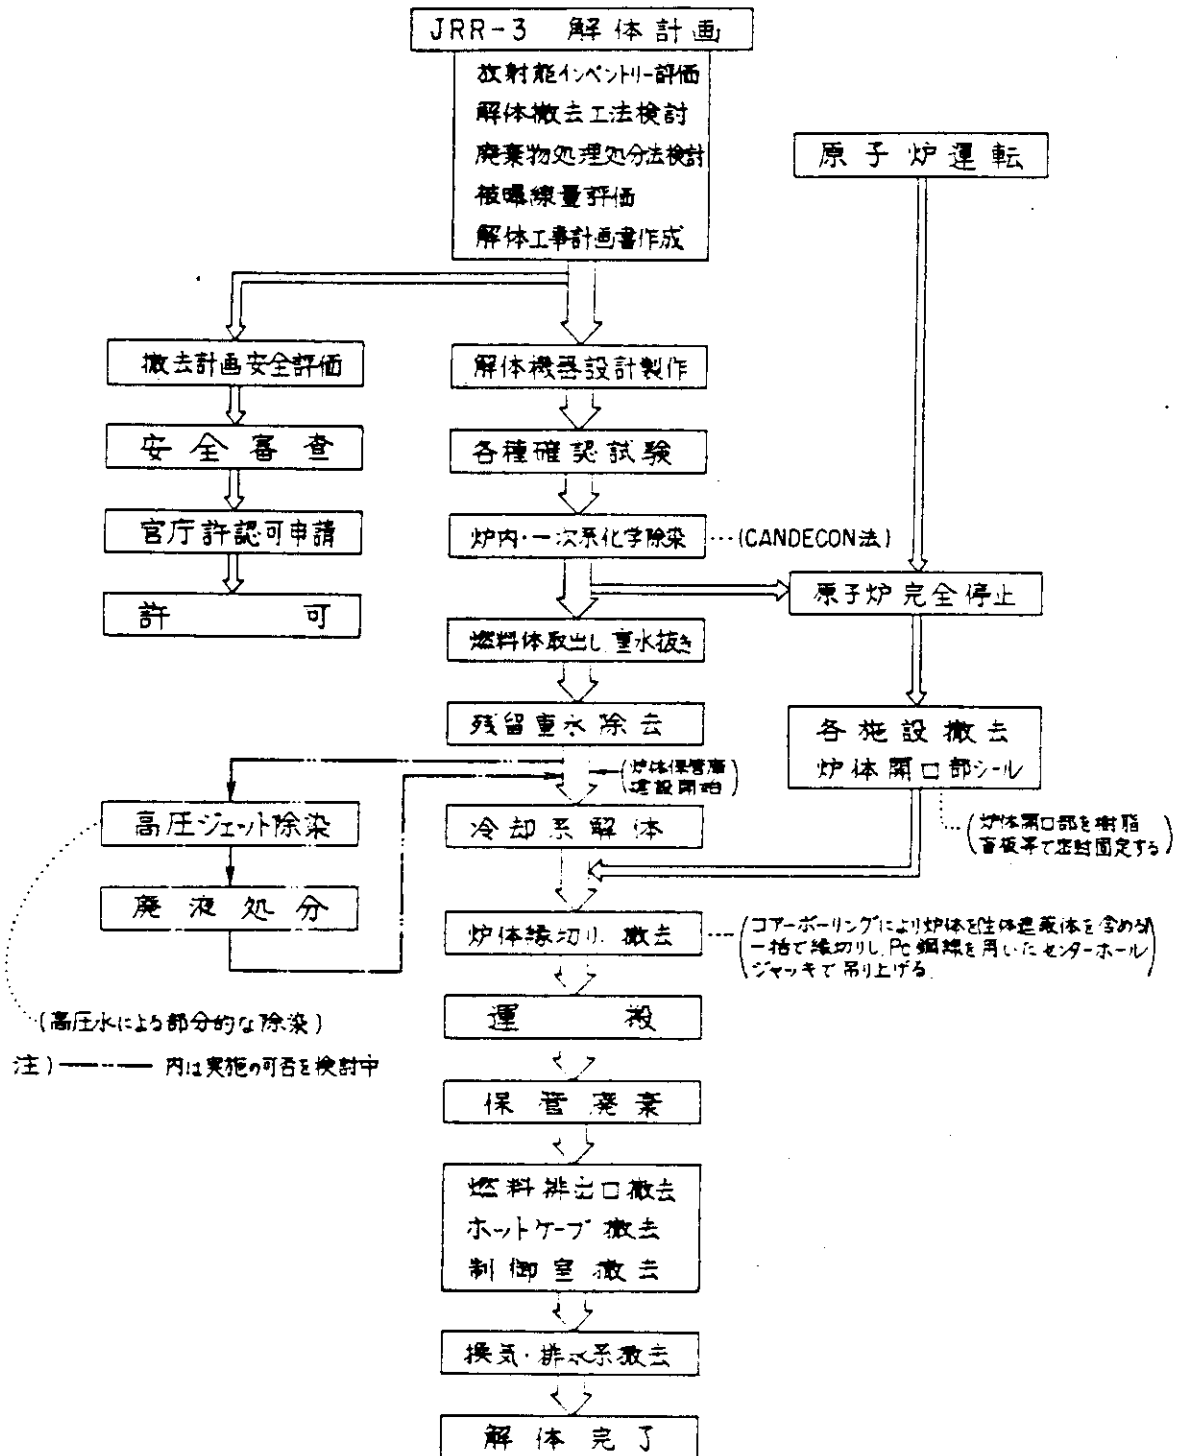 JRR-3 解体計画
放射能インベントリー評価
解体撤去工法検討
廃棄物処理処分法検討
被曝線量評価
解体工事計画書作成
原子炉運転
撤去計画安全評価
安全審査
官庁許認可申請
許可
解体機器設計製作
各種確認試験
炉内・一次系化学除染
(CANDECON法)
原子炉完全停止
燃料体取出し 重水抜き
残留重水除去
(炉体保管庫
建設開始)
各施設撤去
炉体開口部シール
(炉体開口部を樹脂
盲板等で密封固定する)
高圧ジェット除染
廃液処分
冷却系解体
炉体縁切り 撤去
(コアーボーリングにより炉体を生体遮蔽体を含め
一括で縁切りし、PC鋼線を用いたセンターホール
ジャッキで吊り上げる)
(高圧水による部分的な除染)
注) 内は実施の可否を検討中
運搬
保管廃棄
燃料排出口撤去
ホットケーブ撤去
制御室撤去
換気・排水系撤去
解体完了